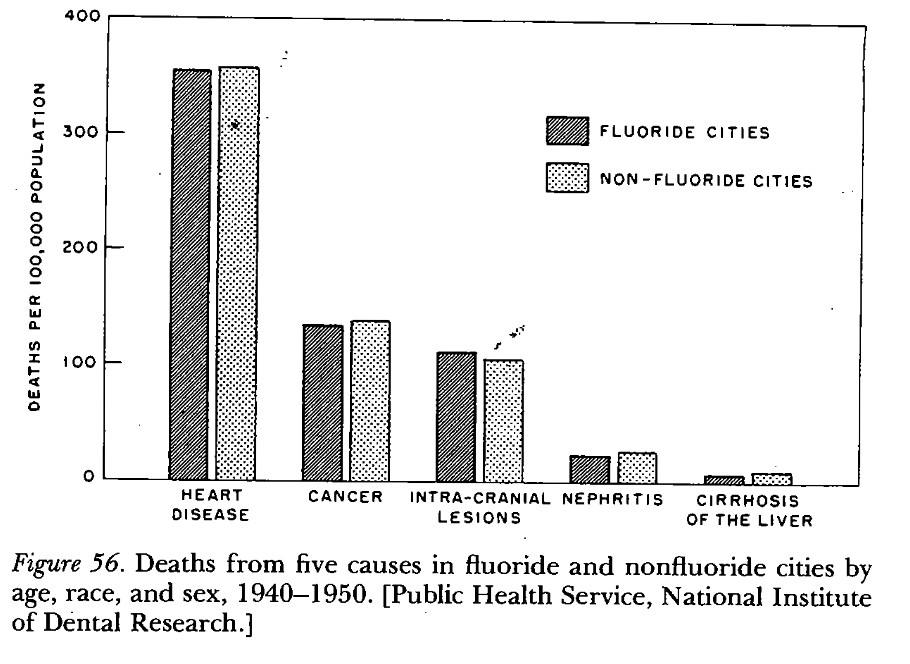 400
300
200
100
0
DEATHS PER 100,000 POPULATION
FLUORIDE CITIES
NON-FLUORIDE CITIES
HEART
DISEASE
CANCER
INTRA-CRANIAL
LESIONS
NEPHRITIS
CIRRHOSIS
OF THE LIVER
Figure 56. Deaths from five causes in fluoride and nonfluoride cities by
age, race, and sex, 1940–1950. [Public Health Service, National Institute
of Dental Research.]